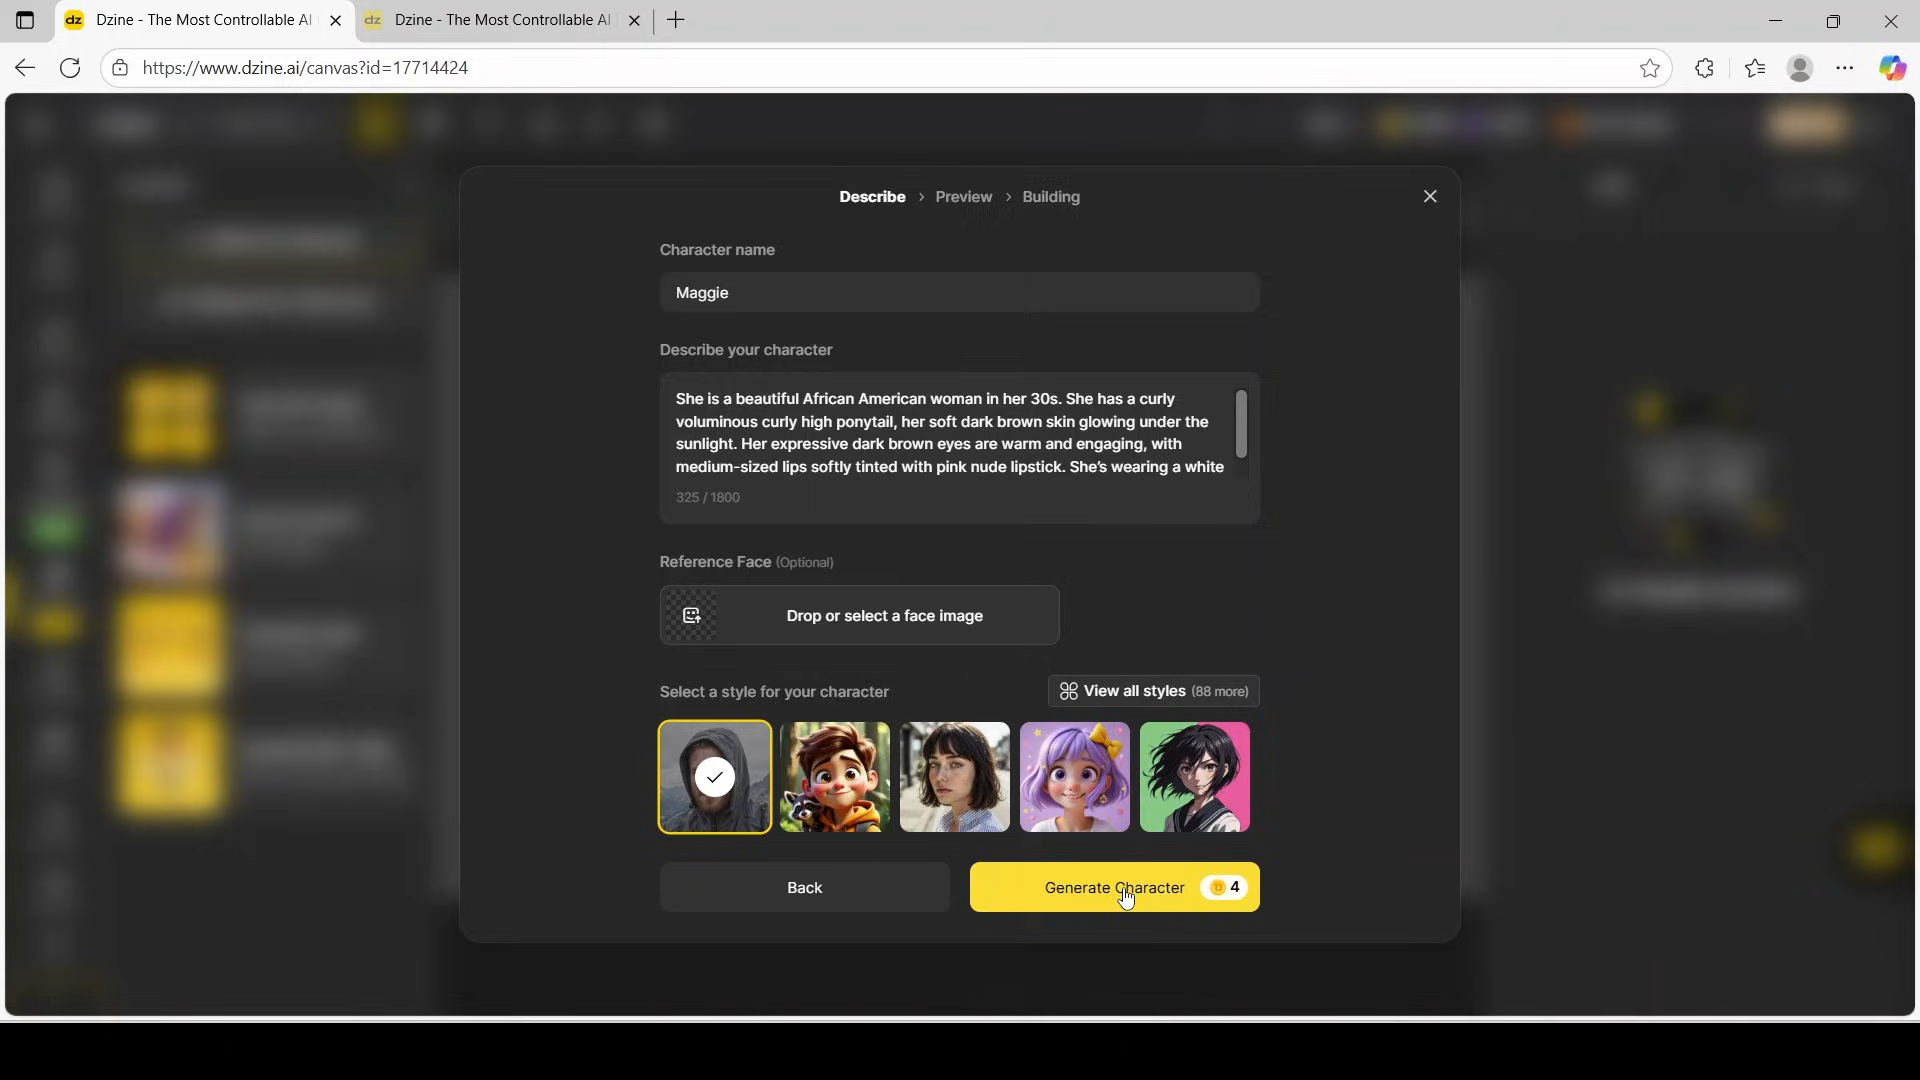 Dzine - The Most Controllable AI
Dzine - The Most Controllable AI
https://www.dzine.ai/canvas?id=17714424
Describe > Preview > Building
Character name
Maggie
Describe your character
She is a beautiful African American woman in her 30s. She has a curly
voluminous curly high ponytail, her soft dark brown skin glowing under the
sunlight. Her expressive dark brown eyes are warm and engaging, with
medium-sized lips softly tinted with pink nude lipstick. She’s wearing a white
325 / 1800
Reference Face (Optional)
Drop or select a face image
Select a style for your character
View all styles (88 more)
Back
Generate Character 4